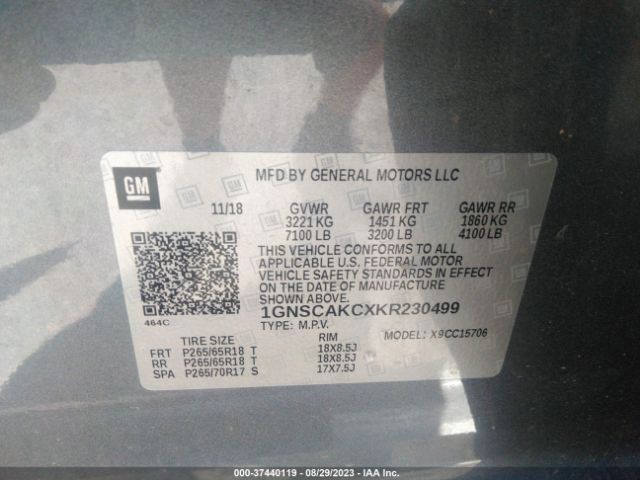 GM
MFD BY GENERAL MOTORS LLC
11/18 GVWR GAWR FRT GAWR RR
3221 KG 1451 KG 1860 KG
7100 LB 3200 LB 4100 LB
THIS VEHICLE CONFORMS TO ALL
APPLICABLE U.S. FEDERAL MOTOR
VEHICLE SAFETY STANDARDS IN EFFECT
ON THE DATE OF MANUFACTURE
SHOWN ABOVE.
1GNSCAKCXKR230499
TYPE: M.P.V. MODEL: X9CC15706
464C
TIRE SIZE RIM
FRT P265/65R18 T 18X8.5J
RR P265/65R18 T 18X8.5J
SPA P265/70R17 S 17X7.5J
000-37440119 - 08/29/2023 - IAA Inc.